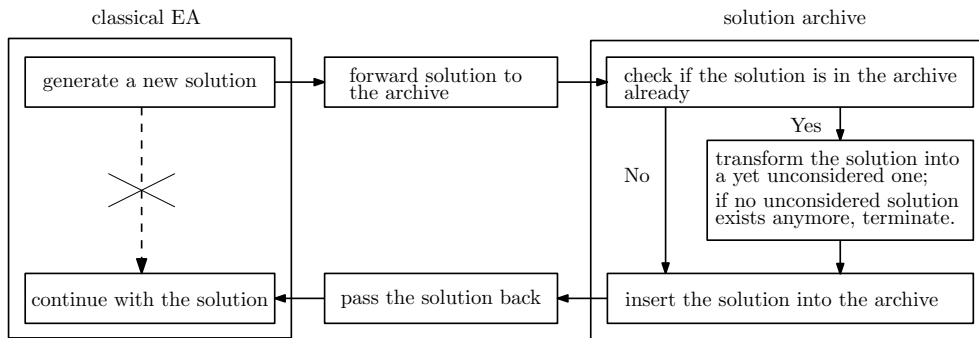 classical EA
solution archive
generate a new solution
forward solution to
the archive
check if the solution is in the archive
already
Yes
No
transform the solution into
a yet unconsidered one;
if no unconsidered solution
exists anymore, terminate.
continue with the solution
pass the solution back
insert the solution into the archive